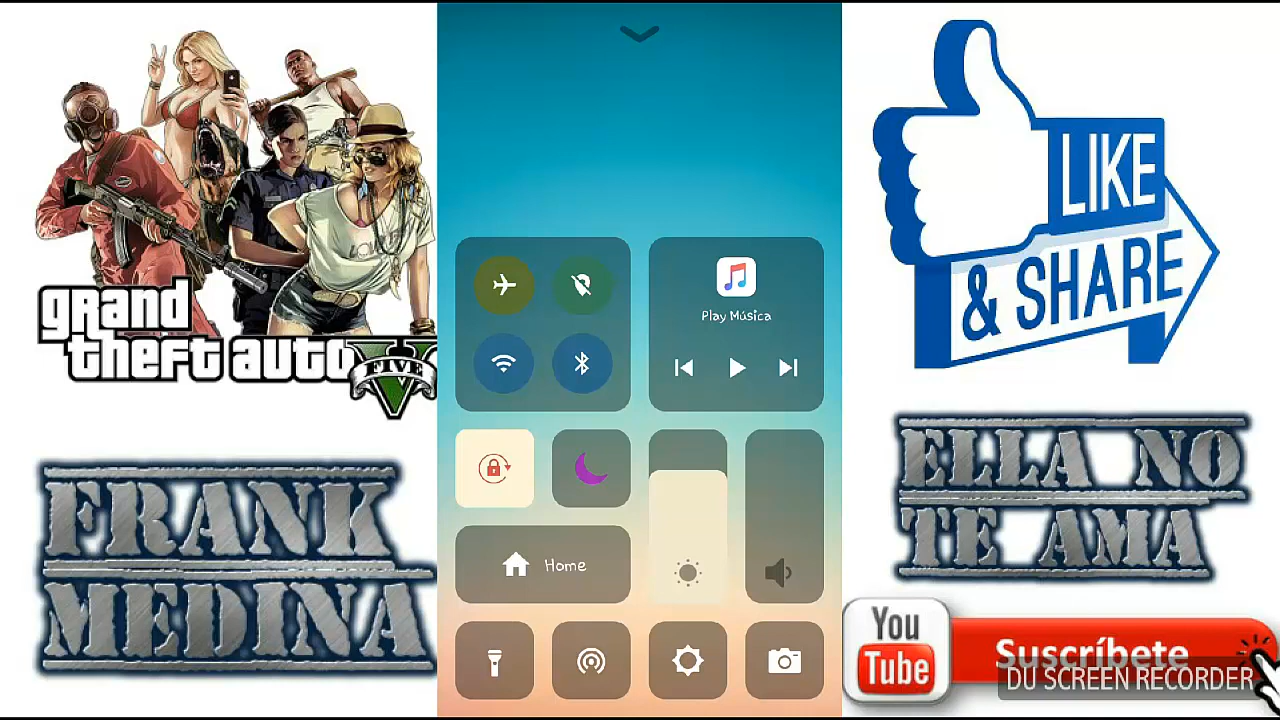 grand
theft auto
FIVE
FRANK
MEDINA
Play Música
Home
LIKE
& SHARE
ELLA NO
TE AMA
You
Tube
Suscríbete
DU SCREEN RECORDER